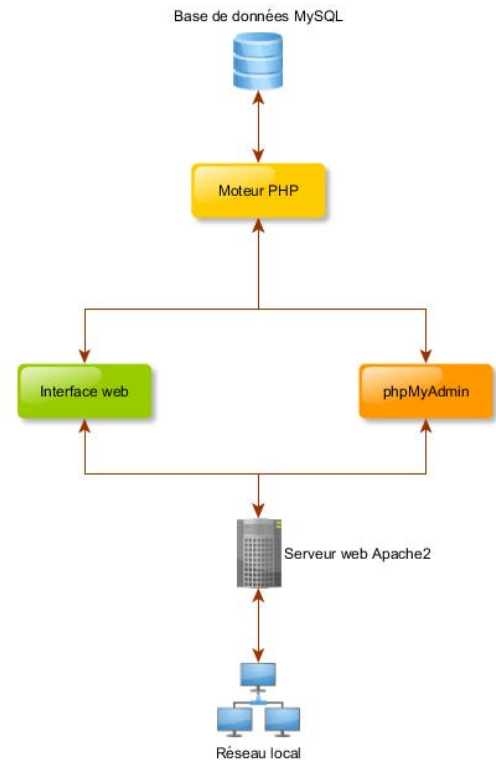 Base de données MySQL
Moteur PHP
Interface web
phpMyAdmin
Serveur web Apache2
Réseau local